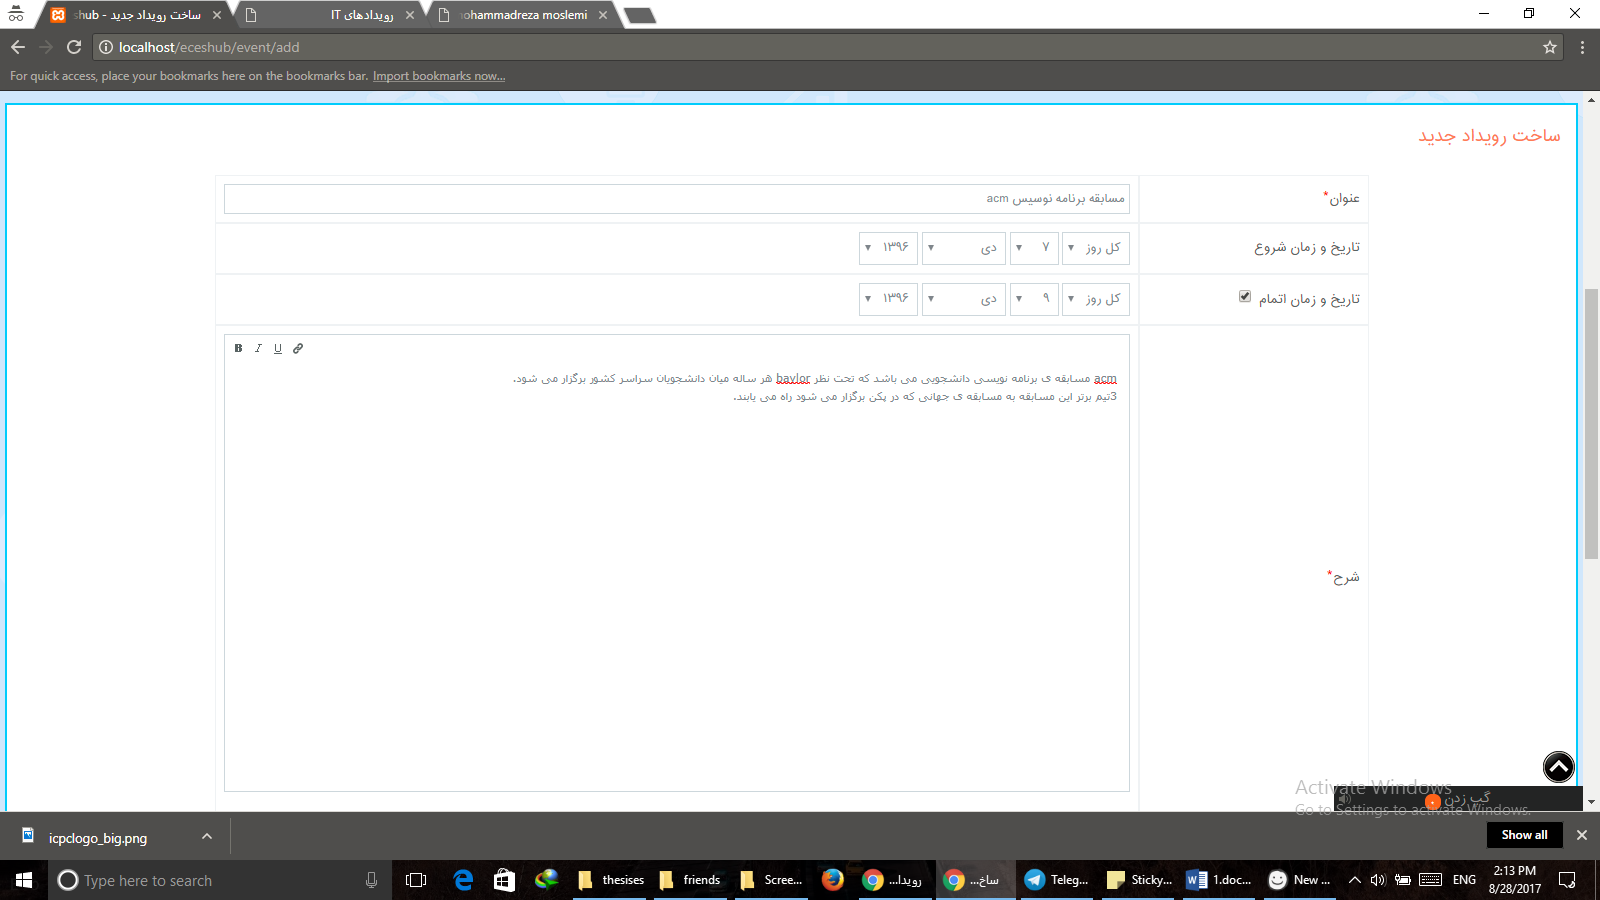 ساخت رویداد جدید - shub
رویدادهای IT
ohammadreza moslemi
localhost/eceshub/event/add
For quick access, place your bookmarks here on the bookmarks bar. Import bookmarks now...
ساخت رویداد جدید
عنوان*
مسابقه برنامه نوسیس acm
تاریخ و زمان شروع
کل روز ۷ دی ۱۳۹۶
تاریخ و زمان اتمام
کل روز ۹ دی ۱۳۹۶
B I U
acm مسابقه ی برنامه نویسی دانشجویی می باشد که تحت نظر baylor هر ساله میان دانشجویان سراسر کشور برگزار می شود.
3تیم برتر این مسابقه به مسابقه ی جهانی که در پکن برگزار می شود راه می یابند.
شرح*
Activate Windows
گپ زدن
Go to Settings to activate Windows.
icpclogo_big.png
Show all
Type here to search
thesises
friends
Scree...
رویدا...
ساخ...
Teleg...
Sticky...
1.doc...
New ...
ENG
2:13 PM
8/28/2017